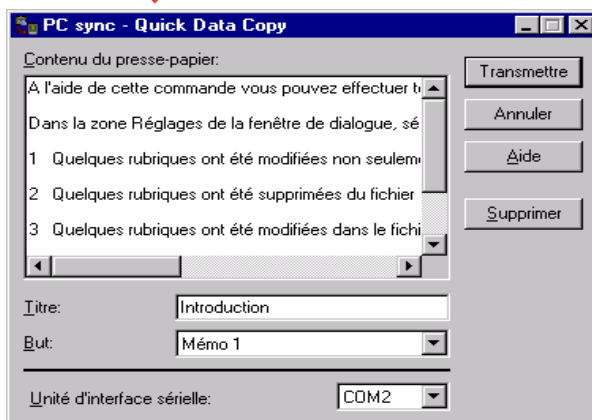 PC sync - Quick Data Copy
Contenu du presse-papier:
A l'aide de cette commande vous pouvez effectuer
Dans la zone Réglages de la fenêtre de dialogue, sé
1 Quelques rubriques ont été modifiées non seulem
2 Quelques rubriques ont été supprimées du fichier
3 Quelques rubriques ont été modifiées dans le fichi
Transmettre
Annuler
Aide
Supprimer
Titre: Introduction
But: Mémo 1
Unité d'interface sérielle: COM2